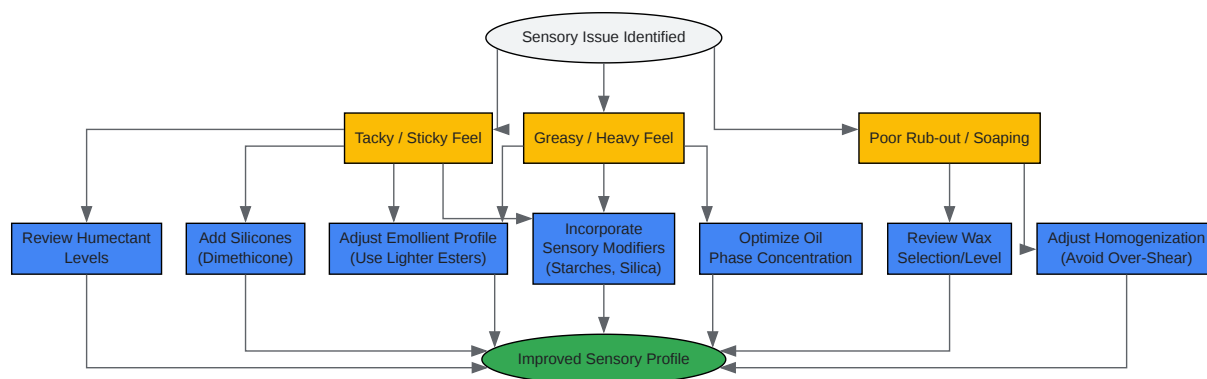 Sensory Issue Identified
Tacky / Sticky Feel
Greasy / Heavy Feel
Poor Rub-out / Soaping
Review Humectant
Levels
Add Silicones
(Dimethicone)
Adjust Emollient Profile
(Use Lighter Esters)
Incorporate
Sensory Modifiers
(Starches, Silica)
Optimize Oil
Phase Concentration
Review Wax
Selection/Level
Adjust Homogenization
(Avoid Over-Shear)
Improved Sensory Profile